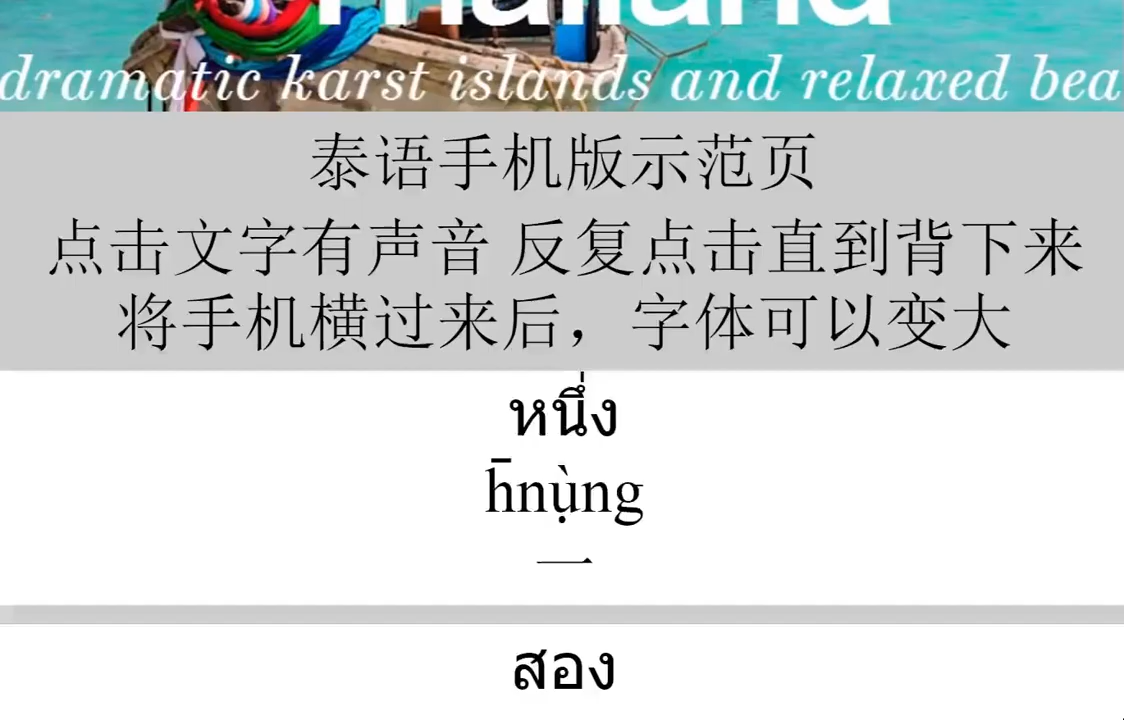 Thailand
dramatic karst islands and relaxed bea
泰语手机版示范页
点击文字有声音 反复点击直到背下来
将手机横过来后，字体可以变大
หนึ่ง
h̄nụ̀ng
一
สอง